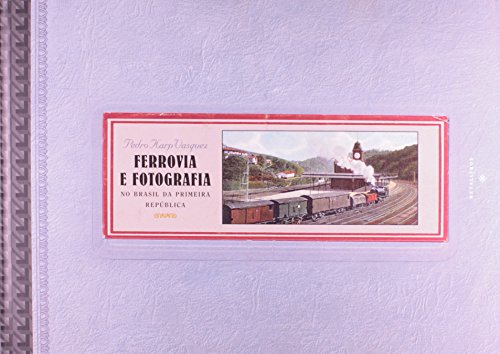 Pedro Karp Vasquez
FERROVIA
E FOTOGRAFIA
NO BRASIL DA PRIMEIRA
REPÚBLICA